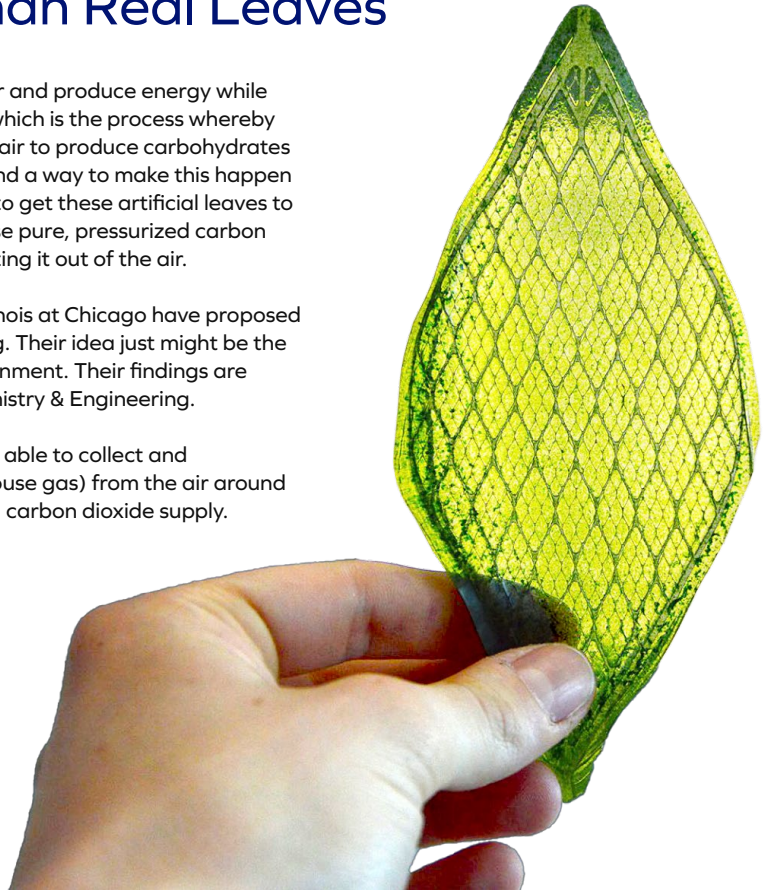 han Real Leaves
r and produce energy while
which is the process whereby
air to produce carbohydrates
nd a way to make this happen
to get these artificial leaves to
se pure, pressurized carbon
ting it out of the air.
nois at Chicago have proposed
g. Their idea just might be the
nment. Their findings are
nistry & Engineering.
able to collect and
ouse gas) from the air around
carbon dioxide supply.